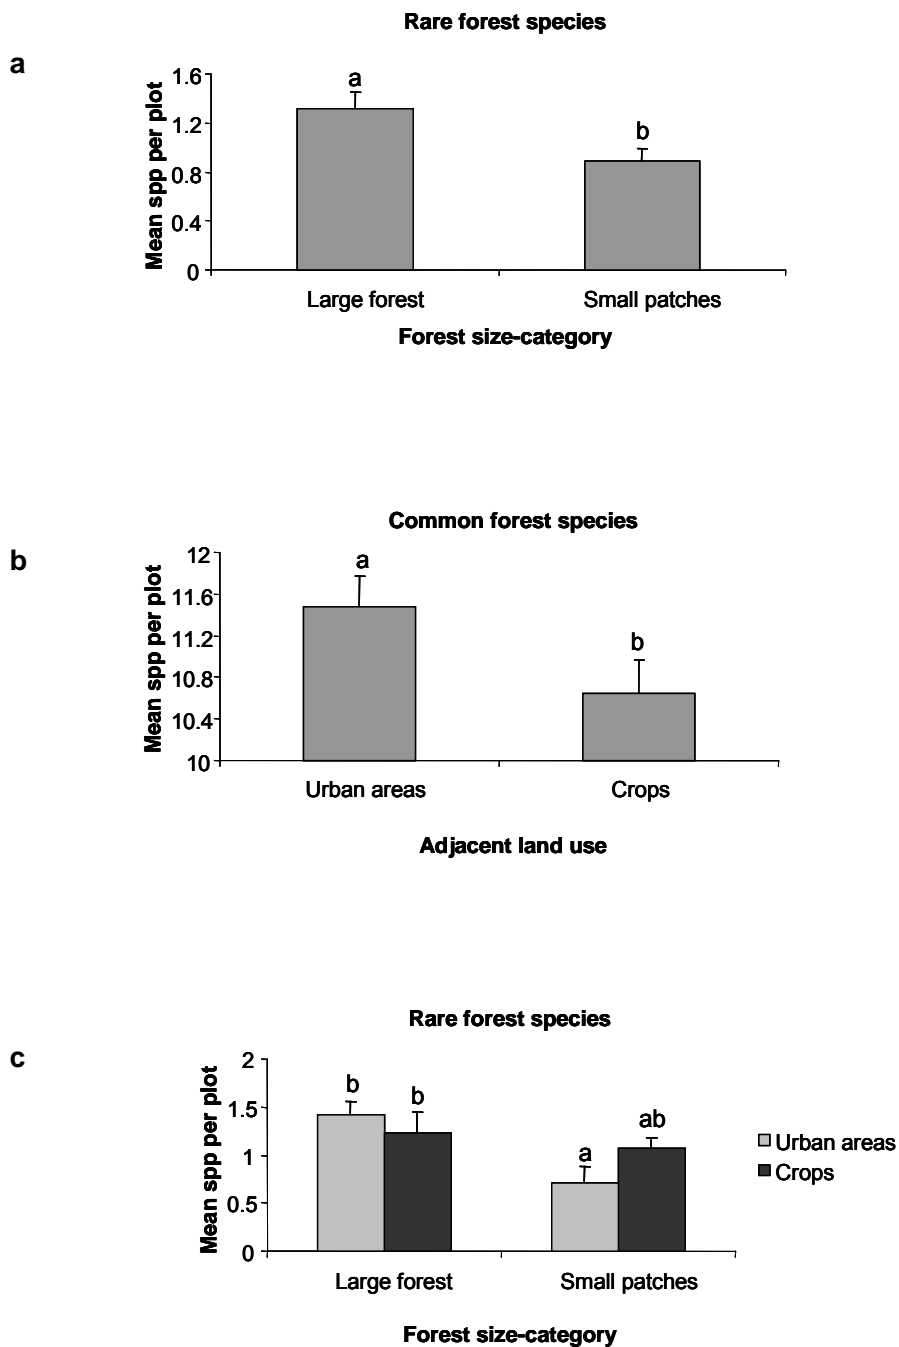 Rare forest species
a
Mean spp per plot
1.6
1.2
0.8
0.4
0
a
b
Large forest
Small patches
Forest size-category
Common forest species
b
Mean spp per plot
12
11.6
11.2
10.8
10.4
10
a
b
Urban areas
Crops
Adjacent land use
Rare forest species
c
Mean spp per plot
2
1.5
1
0.5
0
b
b
a
ab
Urban areas
Crops
Large forest
Small patches
Forest size-category